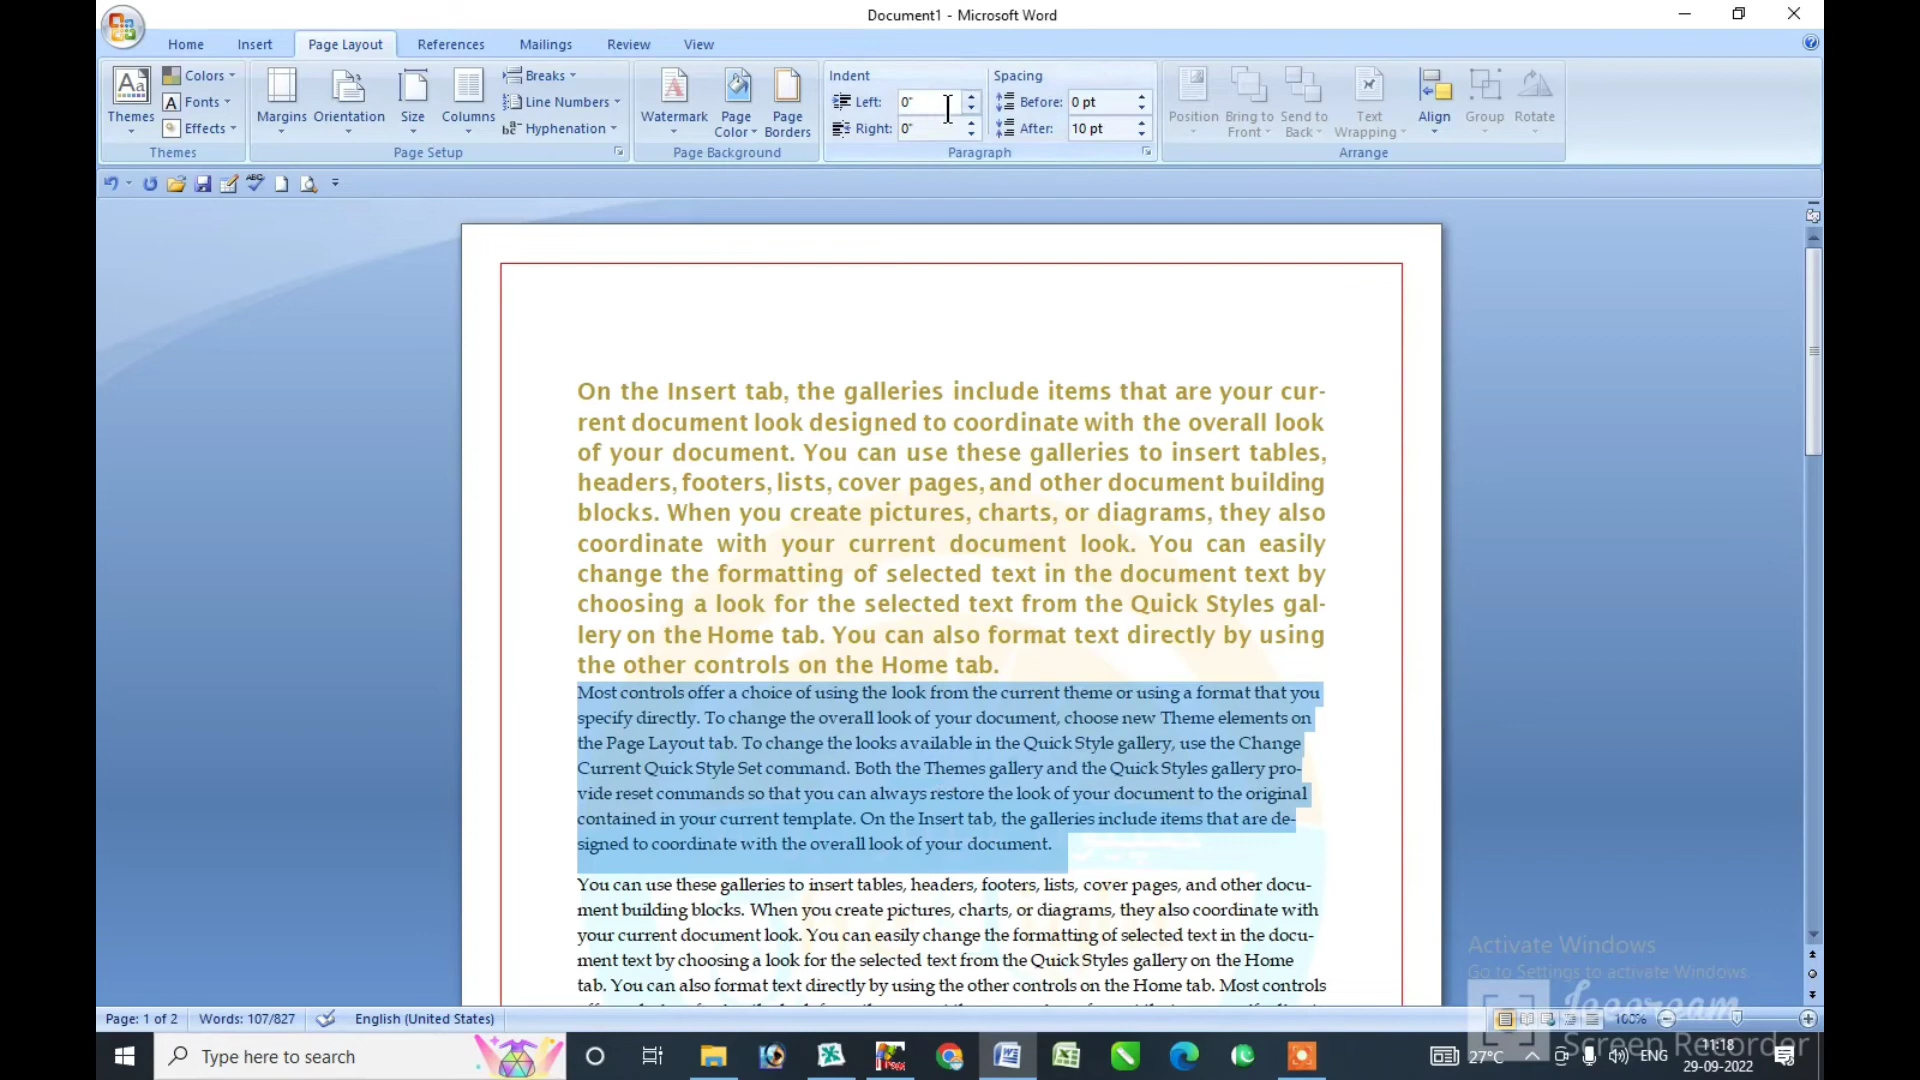 Document1 - Microsoft Word
Home Insert Page Layout References Mailings Review View
Aa Themes Colors Fonts Effects
Margins Orientation Size Columns Breaks Line Numbers Hyphenation
Watermark Page Color Page Borders
Indent Spacing
Left: 0" Before: 0 pt
Right: 0" After: 10 pt
Position Bring to Front Send to Back Text Wrapping Align Group Rotate
Themes Page Setup Page Background Paragraph Arrange
On the Insert tab, the galleries include items that are your cur-
rent document look designed to coordinate with the overall look
of your document. You can use these galleries to insert tables,
headers, footers, lists, cover pages, and other document building
blocks. When you create pictures, charts, or diagrams, they also
coordinate with your current document look. You can easily
change the formatting of selected text in the document text by
choosing a look for the selected text from the Quick Styles gal-
lery on the Home tab. You can also format text directly by using
the other controls on the Home tab.
Most controls offer a choice of using the look from the current theme or using a format that you
specify directly. To change the overall look of your document, choose new Theme elements on
the Page Layout tab. To change the looks available in the Quick Style gallery, use the Change
Current Quick Style Set command. Both the Themes gallery and the Quick Styles gallery pro-
vide reset commands so that you can always restore the look of your document to the original
contained in your current template. On the Insert tab, the galleries include items that are de-
signed to coordinate with the overall look of your document.
You can use these galleries to insert tables, headers, footers, lists, cover pages, and other docu-
ment building blocks. When you create pictures, charts, or diagrams, they also coordinate with
your current document look. You can easily change the formatting of selected text in the docu-
ment text by choosing a look for the selected text from the Quick Styles gallery on the Home
tab. You can also format text directly by using the other controls on the Home tab. Most controls
Activate Windows
Go to Settings to activate Windows.
Icecream
Screen Recorder
Page: 1 of 2 Words: 107/827 English (United States) 100%
Type here to search 27°C ENG 11:18
29-09-2022